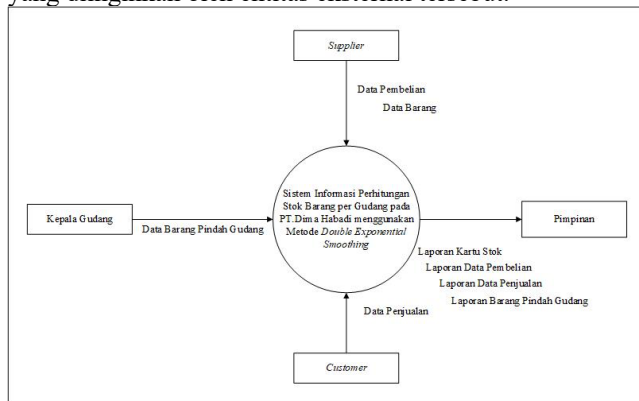 yang diinginkan oleh entitas eksternal tersebut.
Supplier
Data Pembelian
Data Barang
Sistem Informasi Perhitungan
Stok Barang per Gudang pada
PT.Dima Habadi menggunakan
Metode Double Exponential
Smoothing
Kepala Gudang
Data Barang Pindah Gudang
Pimpinan
Laporan Kartu Stok
Laporan Data Pembelian
Laporan Data Penjualan
Laporan Barang Pindah Gudang
Data Penjualan
Customer